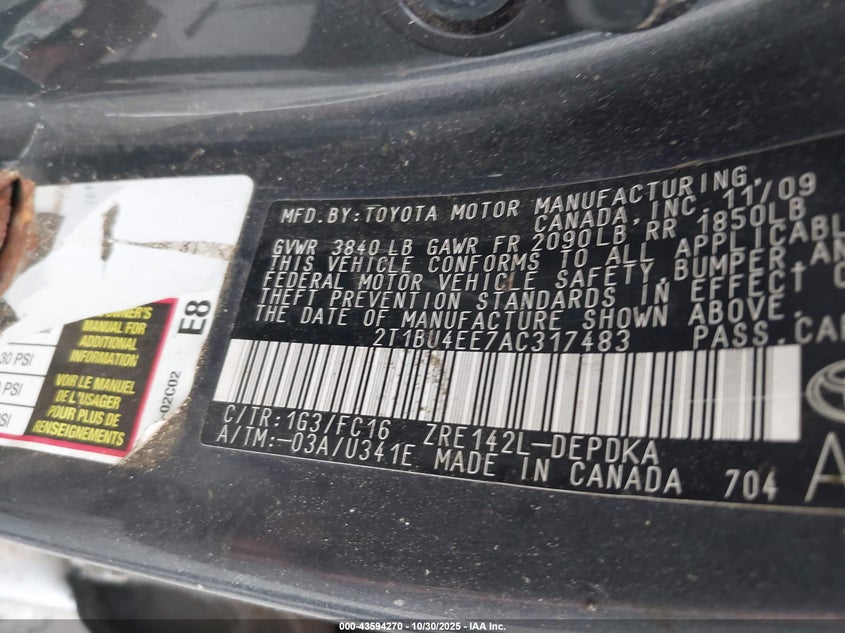 MFD. BY: TOYOTA MOTOR MANUFACTURING,
CANADA, INC. 11/09
GVWR 3840 LB GAWR FR 2090LB RR 1850LB
THIS VEHICLE CONFORMS TO ALL APPLICABL
FEDERAL MOTOR VEHICLE SAFETY, BUMPER, AN
THEFT PREVENTION STANDARDS IN EFFECT O
THE DATE OF MANUFACTURE SHOWN ABOVE.
2T1BU4EE7AC317483 PASS.CA
C/TR: 1G3/FC16 ZRE142L-DEPDKA
A/TM: -03A/U341E MADE IN CANADA 704
A
MANUAL FOR
ADDITIONAL
INFORMATION
VOIR LE MANUEL
DE L'USAGER
POUR PLUS DE
RENSEIGNEMENTS
30 PSI
PSI
E8
-02C02
000-43594270 - 10/30/2025 - IAA Inc.